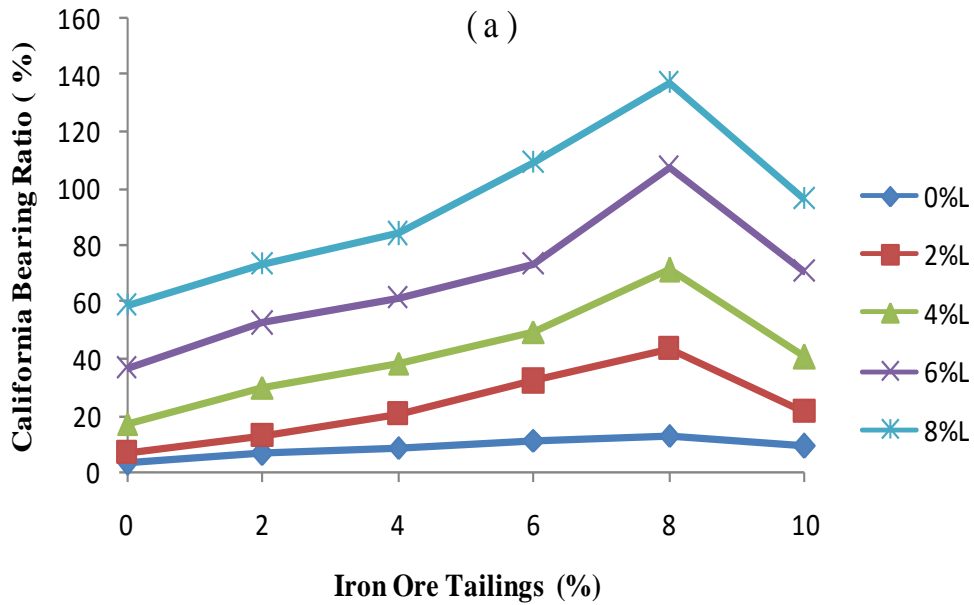 (a)
California Bearing Ratio ( %)
160
140
120
100
80
60
40
20
0
0 2 4 6 8 10
Iron Ore Tailings (%)
0%L
2%L
4%L
6%L
8%L